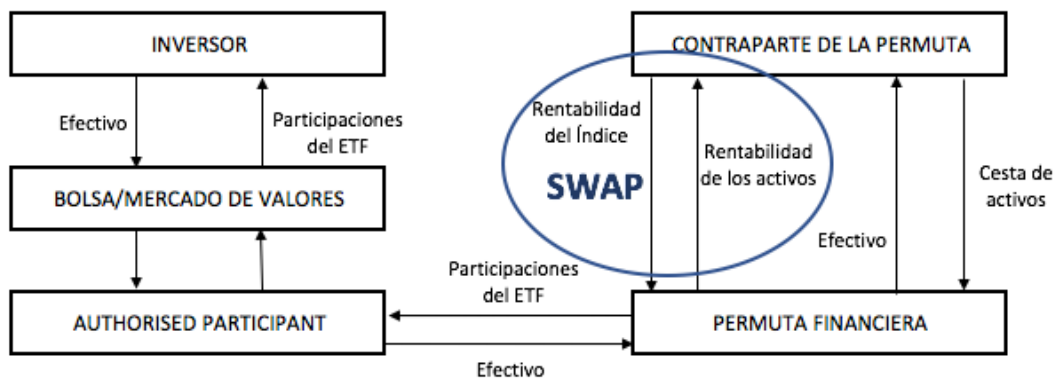 INVERSOR
CONTRAPARTE DE LA PERMUTA
Efectivo
Participaciones
del ETF
Rentabilidad
del Índice
Rentabilidad
de los activos
SWAP
Cesta de
activos
BOLSA/MERCADO DE VALORES
Efectivo
Participaciones
del ETF
AUTHORISED PARTICIPANT
PERMUTA FINANCIERA
Efectivo